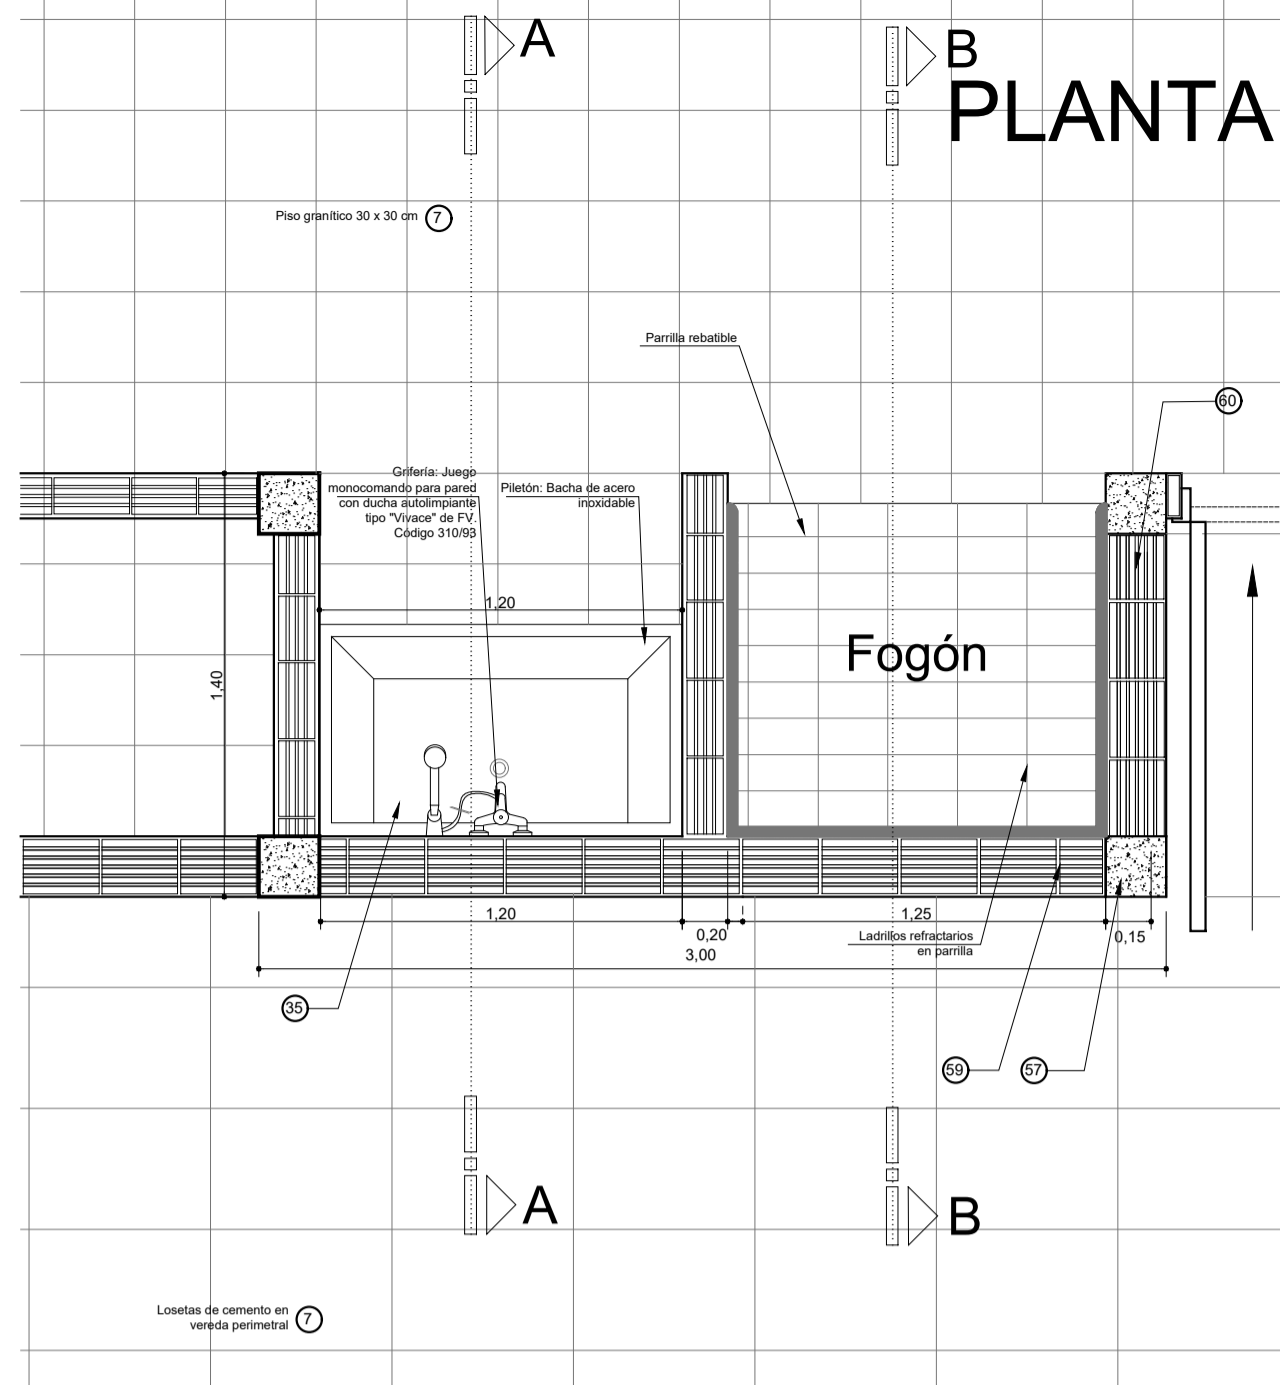 A
B
PLANTA
Piso granítico 30 x 30 cm
7
Parrilla rebatible
60
Grifería: Juego
monocomando para pared
con ducha autolimpiante
tipo "Vivace" de FV.
Código 310/93
Piletón: Bacha de acero
inoxidable
1,20
Fogón
1,40
1,20
0,20
1,25
0,15
3,00
Ladrillos refractarios
en parrilla
35
59
57
A
B
Losetas de cemento en
vereda perimetral
7